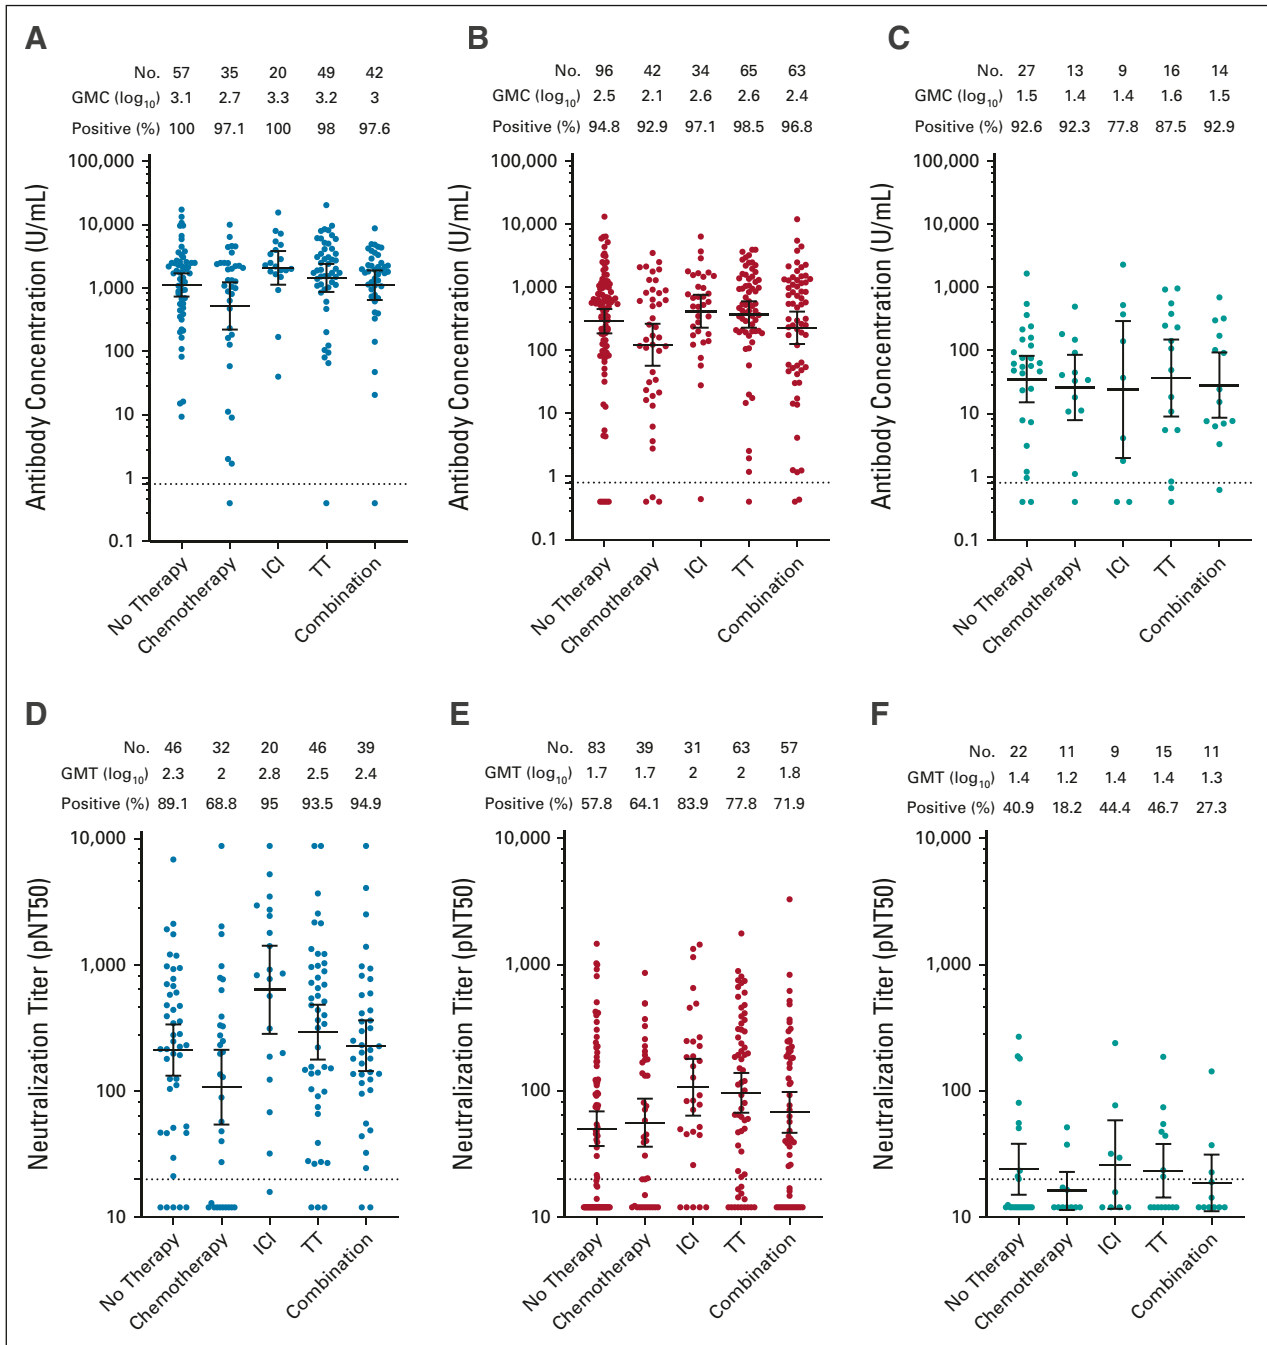 A
No. 57 35 20 49 42
GMC (log10) 3.1 2.7 3.3 3.2 3
Positive (%) 100 97.1 100 98 97.6
Antibody Concentration (U/mL)
100,000
10,000
1,000
100
10
1
0.1
No Therapy
Chemotherapy
ICI
TT
Combination
B
No. 96 42 34 65 63
GMC (log10) 2.5 2.1 2.6 2.6 2.4
Positive (%) 94.8 92.9 97.1 98.5 96.8
Antibody Concentration (U/mL)
100,000
10,000
1,000
100
10
1
0.1
No Therapy
Chemotherapy
ICI
TT
Combination
C
No. 27 13 9 16 14
GMC (log10) 1.5 1.4 1.4 1.6 1.5
Positive (%) 92.6 92.3 77.8 87.5 92.9
Antibody Concentration (U/mL)
100,000
10,000
1,000
100
10
1
0.1
No Therapy
Chemotherapy
ICI
TT
Combination
D
No. 46 32 20 46 39
GMT (log10) 2.3 2 2.8 2.5 2.4
Positive (%) 89.1 68.8 95 93.5 94.9
Neutralization Titer (pNT50)
10,000
1,000
100
10
No Therapy
Chemotherapy
ICI
TT
Combination
E
No. 83 39 31 63 57
GMT (log10) 1.7 1.7 2 2 1.8
Positive (%) 57.8 64.1 83.9 77.8 71.9
Neutralization Titer (pNT50)
10,000
1,000
100
10
No Therapy
Chemotherapy
ICI
TT
Combination
F
No. 22 11 9 15 11
GMT (log10) 1.4 1.2 1.4 1.4 1.3
Positive (%) 40.9 18.2 44.4 46.7 27.3
Neutralization Titer (pNT50)
10,000
1,000
100
10
No Therapy
Chemotherapy
ICI
TT
Combination